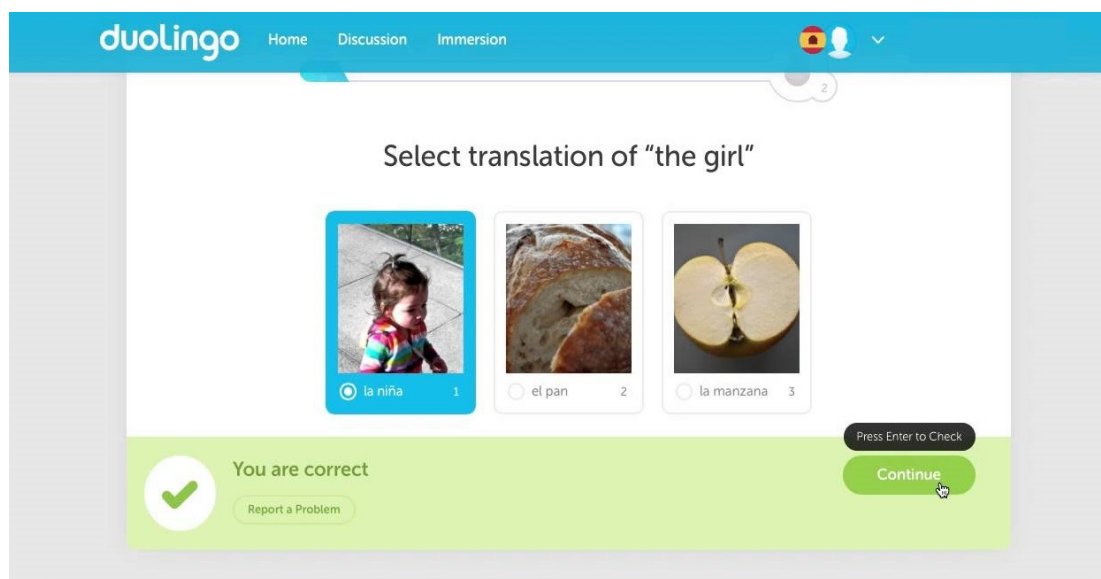 duolingo Home Discussion Immersion
2
Select translation of “the girl”
la niña 1 el pan 2 la manzana 3
Press Enter to Check
You are correct
Continue
Report a Problem